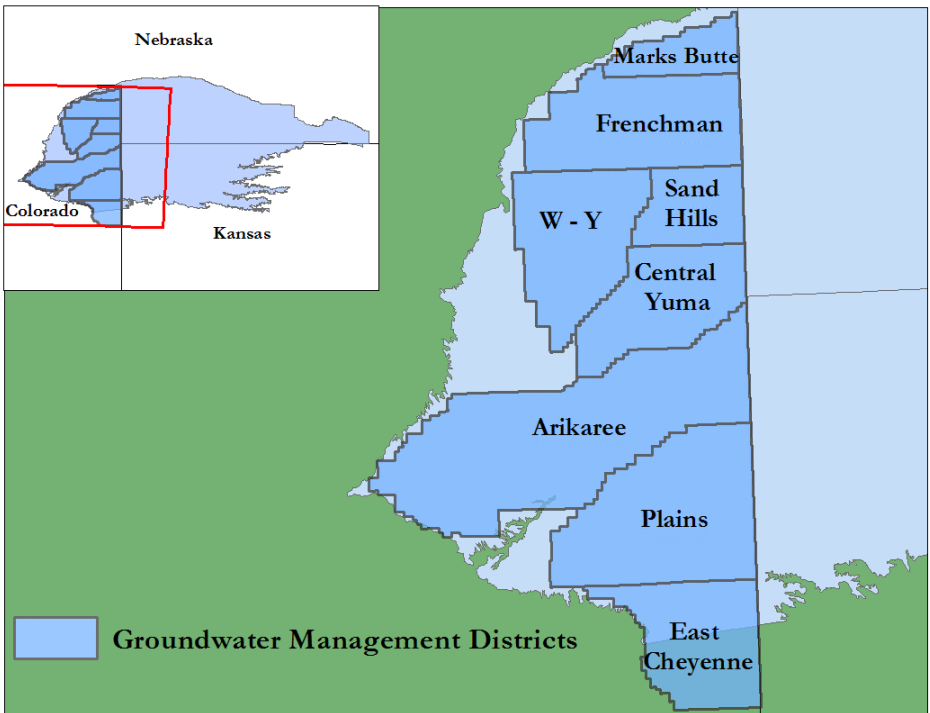 Nebraska
Colorado
Kansas
Marks Butte
Frenchman
Sand
Hills
W - Y
Central
Yuma
Arikaree
Plains
East
Cheyenne
Groundwater Management Districts